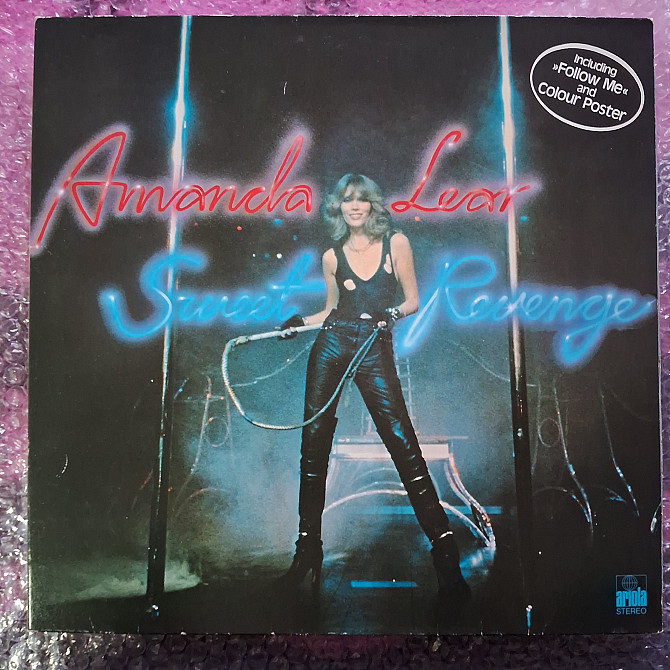 Including
»Follow Me«
and
Colour Poster
Amanda Lear
Sweet Revenge
ariola
STEREO